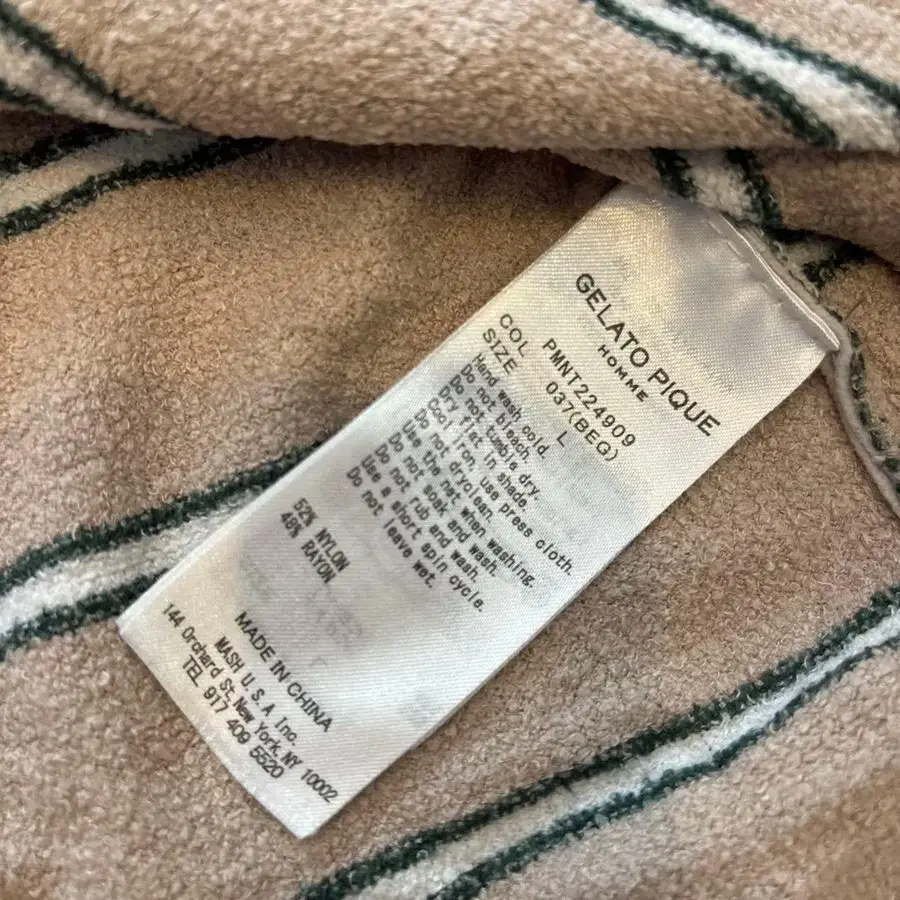 GELATO PIQUE
HOMME
PMNT224909
COL 037(BEG)
SIZE L
Hand wash cold.
Do not bleach.
Do not tumble dry.
Dry flat in shade.
Cool iron, use press cloth.
Do not dryclean.
Use the net when washing.
Do not soak and wash.
Do not rub and wash.
Use a short spin cycle.
Do not leave wet.
52% NYLON
48% RAYON
MADE IN CHINA
MASH U.S.A Inc.
144 Orchard St, New York, NY 10002
TEL 917 409 5520